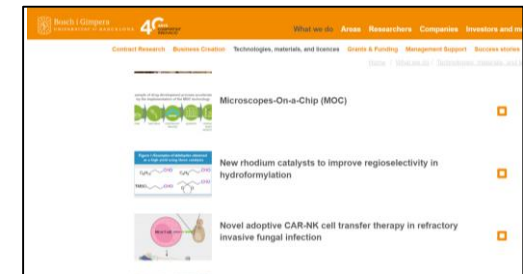 Bosch i Gimpera
UNIVERSITAT DE BARCELONA
What we do Areas Researchers Companies Investors and
Contract Research Business Creation Technologies, materials, and licences Grants & Funding Management Support Success stories
Home What we do Technologies, materials, and
Microscopes-On-a-Chip (MOC)
New rhodium catalysts to improve regioselectivity in
hydroformylation
Novel adoptive CAR-NK cell transfer therapy in refractory
invasive fungal infection